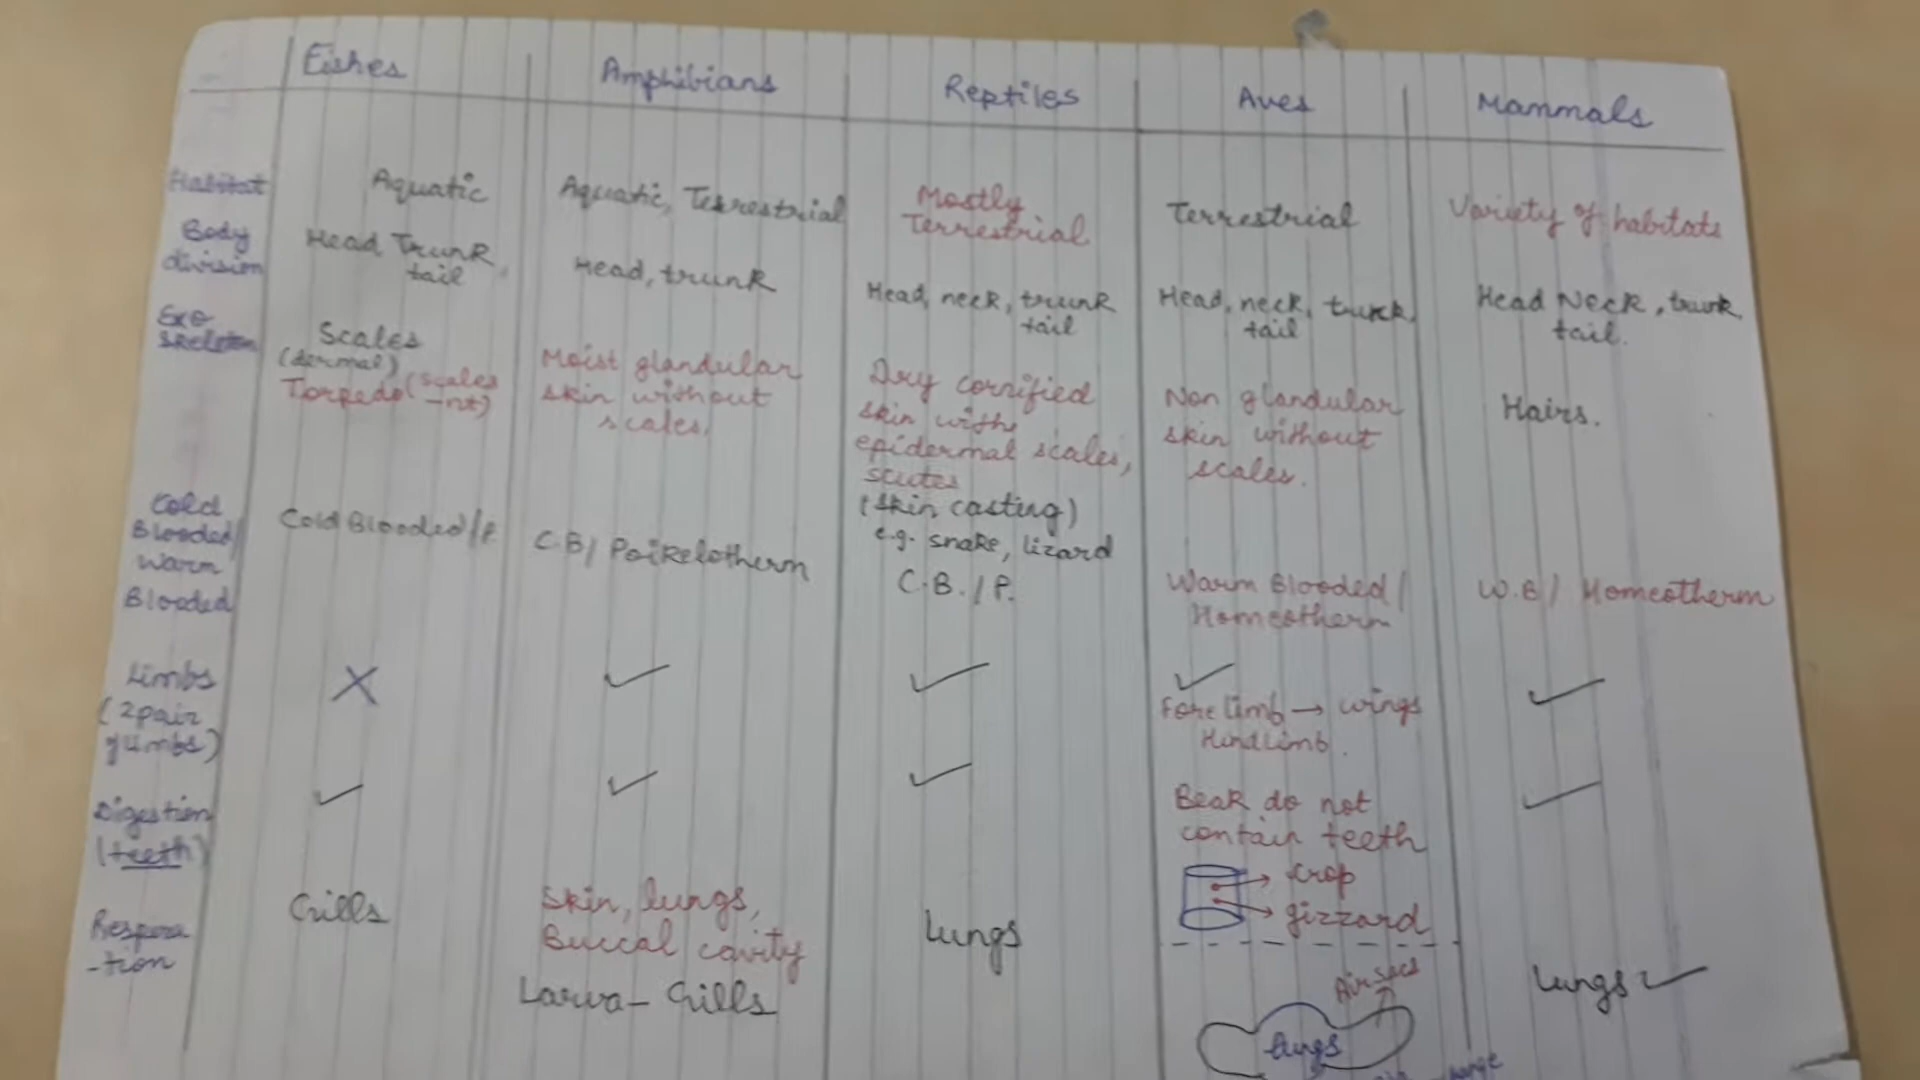 Fishes Amphibians Reptiles Aves Mammals
Habitat Aquatic Aquatic, Terrestrial Mostly Terrestrial Terrestrial Variety of habitats
Body division Head Trunk, tail Head, trunk Head, neck, trunk tail Head, neck, trunk, tail Head Neck, trunk, tail.
Exo skeleton Scales (dermal) Torpedo (scales -nt) Moist glandular skin without scales. Dry cornified skin with epidermal scales, scutes (skin casting) e.g. snake, lizard Non glandular skin without scales. Hairs.
Cold Blooded/ Warm Blooded Cold Blooded/P. C.B/ Poikelotherm C.B./P. Warm Blooded/ Homeotherm W.B/ Homeotherm
Limbs (2 pair of limbs) X ✓ ✓ ✓ Fore limb → wings Hind limb. ✓
Digestion (teeth) ✓ ✓ ✓ Beak do not contain teeth ✓
→ crop
→ gizzard
Respera -tion Gills Skin, lungs, Buccal cavity Lungs Lungs ✓
Larva- Gills
Air sacs
lungs